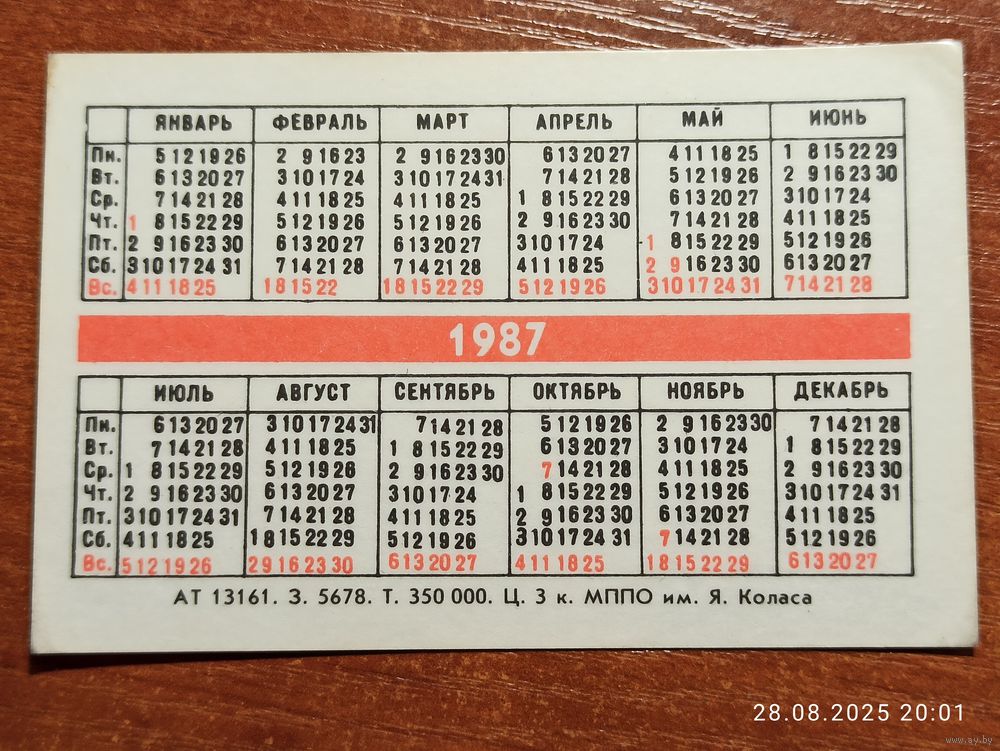 ЯНВАРЬ ФЕВРАЛЬ МАРТ АПРЕЛЬ МАЙ ИЮНЬ
Пн. 5 12 19 26 2 9 16 23 2 9 16 23 30 6 13 20 27 4 11 18 25 1 8 15 22 29
Вт. 6 13 20 27 3 10 17 24 3 10 17 24 31 7 14 21 28 5 12 19 26 2 9 16 23 30
Ср. 7 14 21 28 4 11 18 25 4 11 18 25 1 8 15 22 29 6 13 20 27 3 10 17 24
Чт. 1 8 15 22 29 5 12 19 26 5 12 19 26 2 9 16 23 30 7 14 21 28 4 11 18 25
Пт. 2 9 16 23 30 6 13 20 27 6 13 20 27 3 10 17 24 1 8 15 22 29 5 12 19 26
Сб. 3 10 17 24 31 7 14 21 28 7 14 21 28 4 11 18 25 2 9 16 23 30 6 13 20 27
Вс. 4 11 18 25 1 8 15 22 1 8 15 22 29 5 12 19 26 3 10 17 24 31 7 14 21 28
1987
ИЮЛЬ АВГУСТ СЕНТЯБРЬ ОКТЯБРЬ НОЯБРЬ ДЕКАБРЬ
Пн. 6 13 20 27 3 10 17 24 31 7 14 21 28 5 12 19 26 2 9 16 23 30 7 14 21 28
Вт. 7 14 21 28 4 11 18 25 1 8 15 22 29 6 13 20 27 3 10 17 24 1 8 15 22 29
Ср. 1 8 15 22 29 5 12 19 26 2 9 16 23 30 7 14 21 28 4 11 18 25 2 9 16 23 30
Чт. 2 9 16 23 30 6 13 20 27 3 10 17 24 1 8 15 22 29 5 12 19 26 3 10 17 24 31
Пт. 3 10 17 24 31 7 14 21 28 4 11 18 25 2 9 16 23 30 6 13 20 27 4 11 18 25
Сб. 4 11 18 25 1 8 15 22 29 5 12 19 26 3 10 17 24 31 7 14 21 28 5 12 19 26
Вс. 5 12 19 26 2 9 16 23 30 6 13 20 27 4 11 18 25 1 8 15 22 29 6 13 20 27
АТ 13161. З. 5678. Т. 350 000. Ц. 3 к. МППО им. Я. Коласа
28.08.2025 20:01
www.ay.by